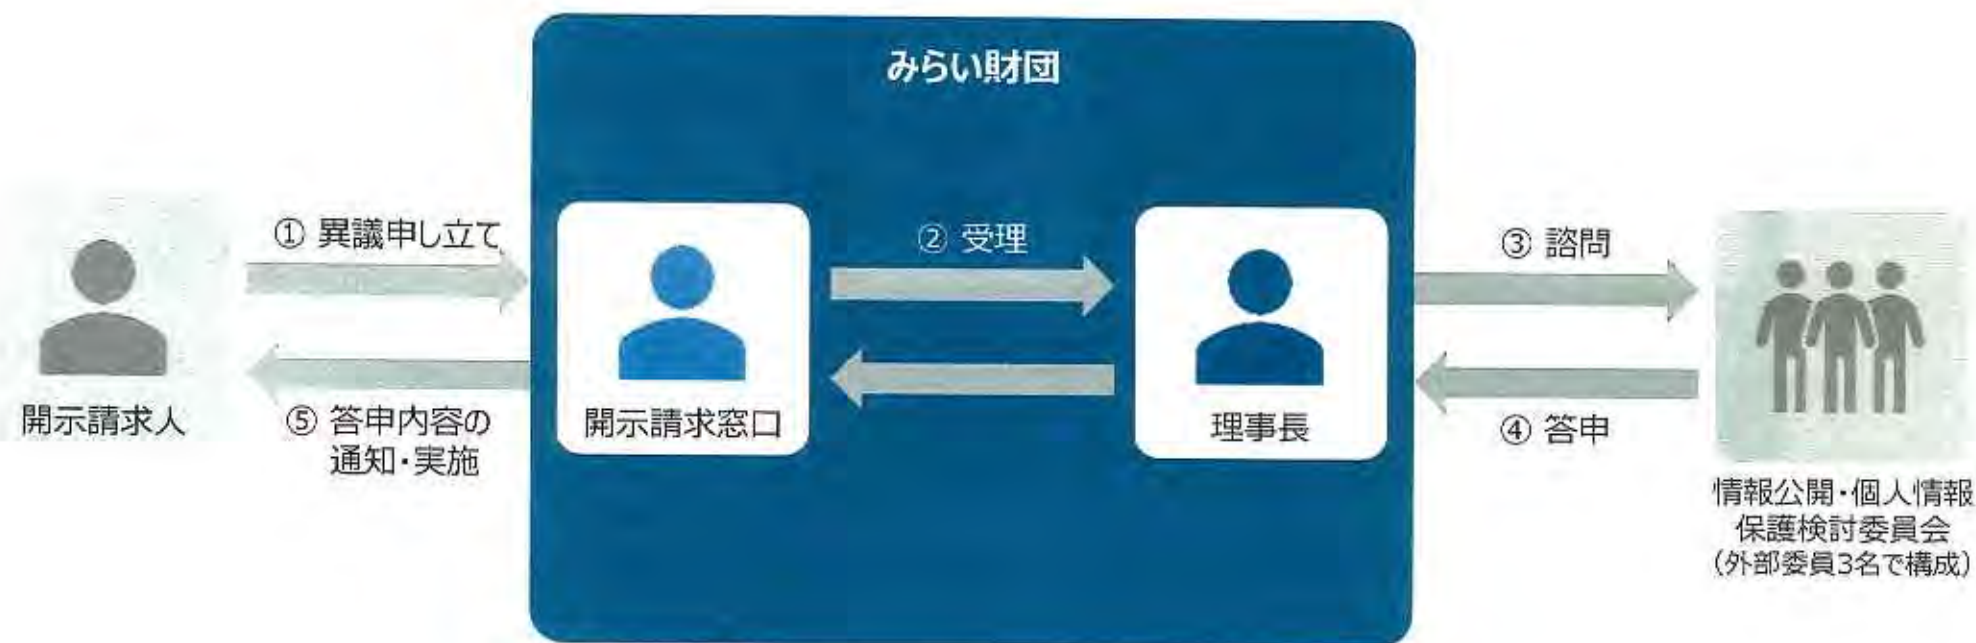 みらい財団
① 異議申し立て
② 受理
③ 諮問
開示請求人
⑤ 答申内容の
通知・実施
開示請求窓口
理事長
④ 答申
情報公開・個人情報
保護検討委員会
（外部委員3名で構成）